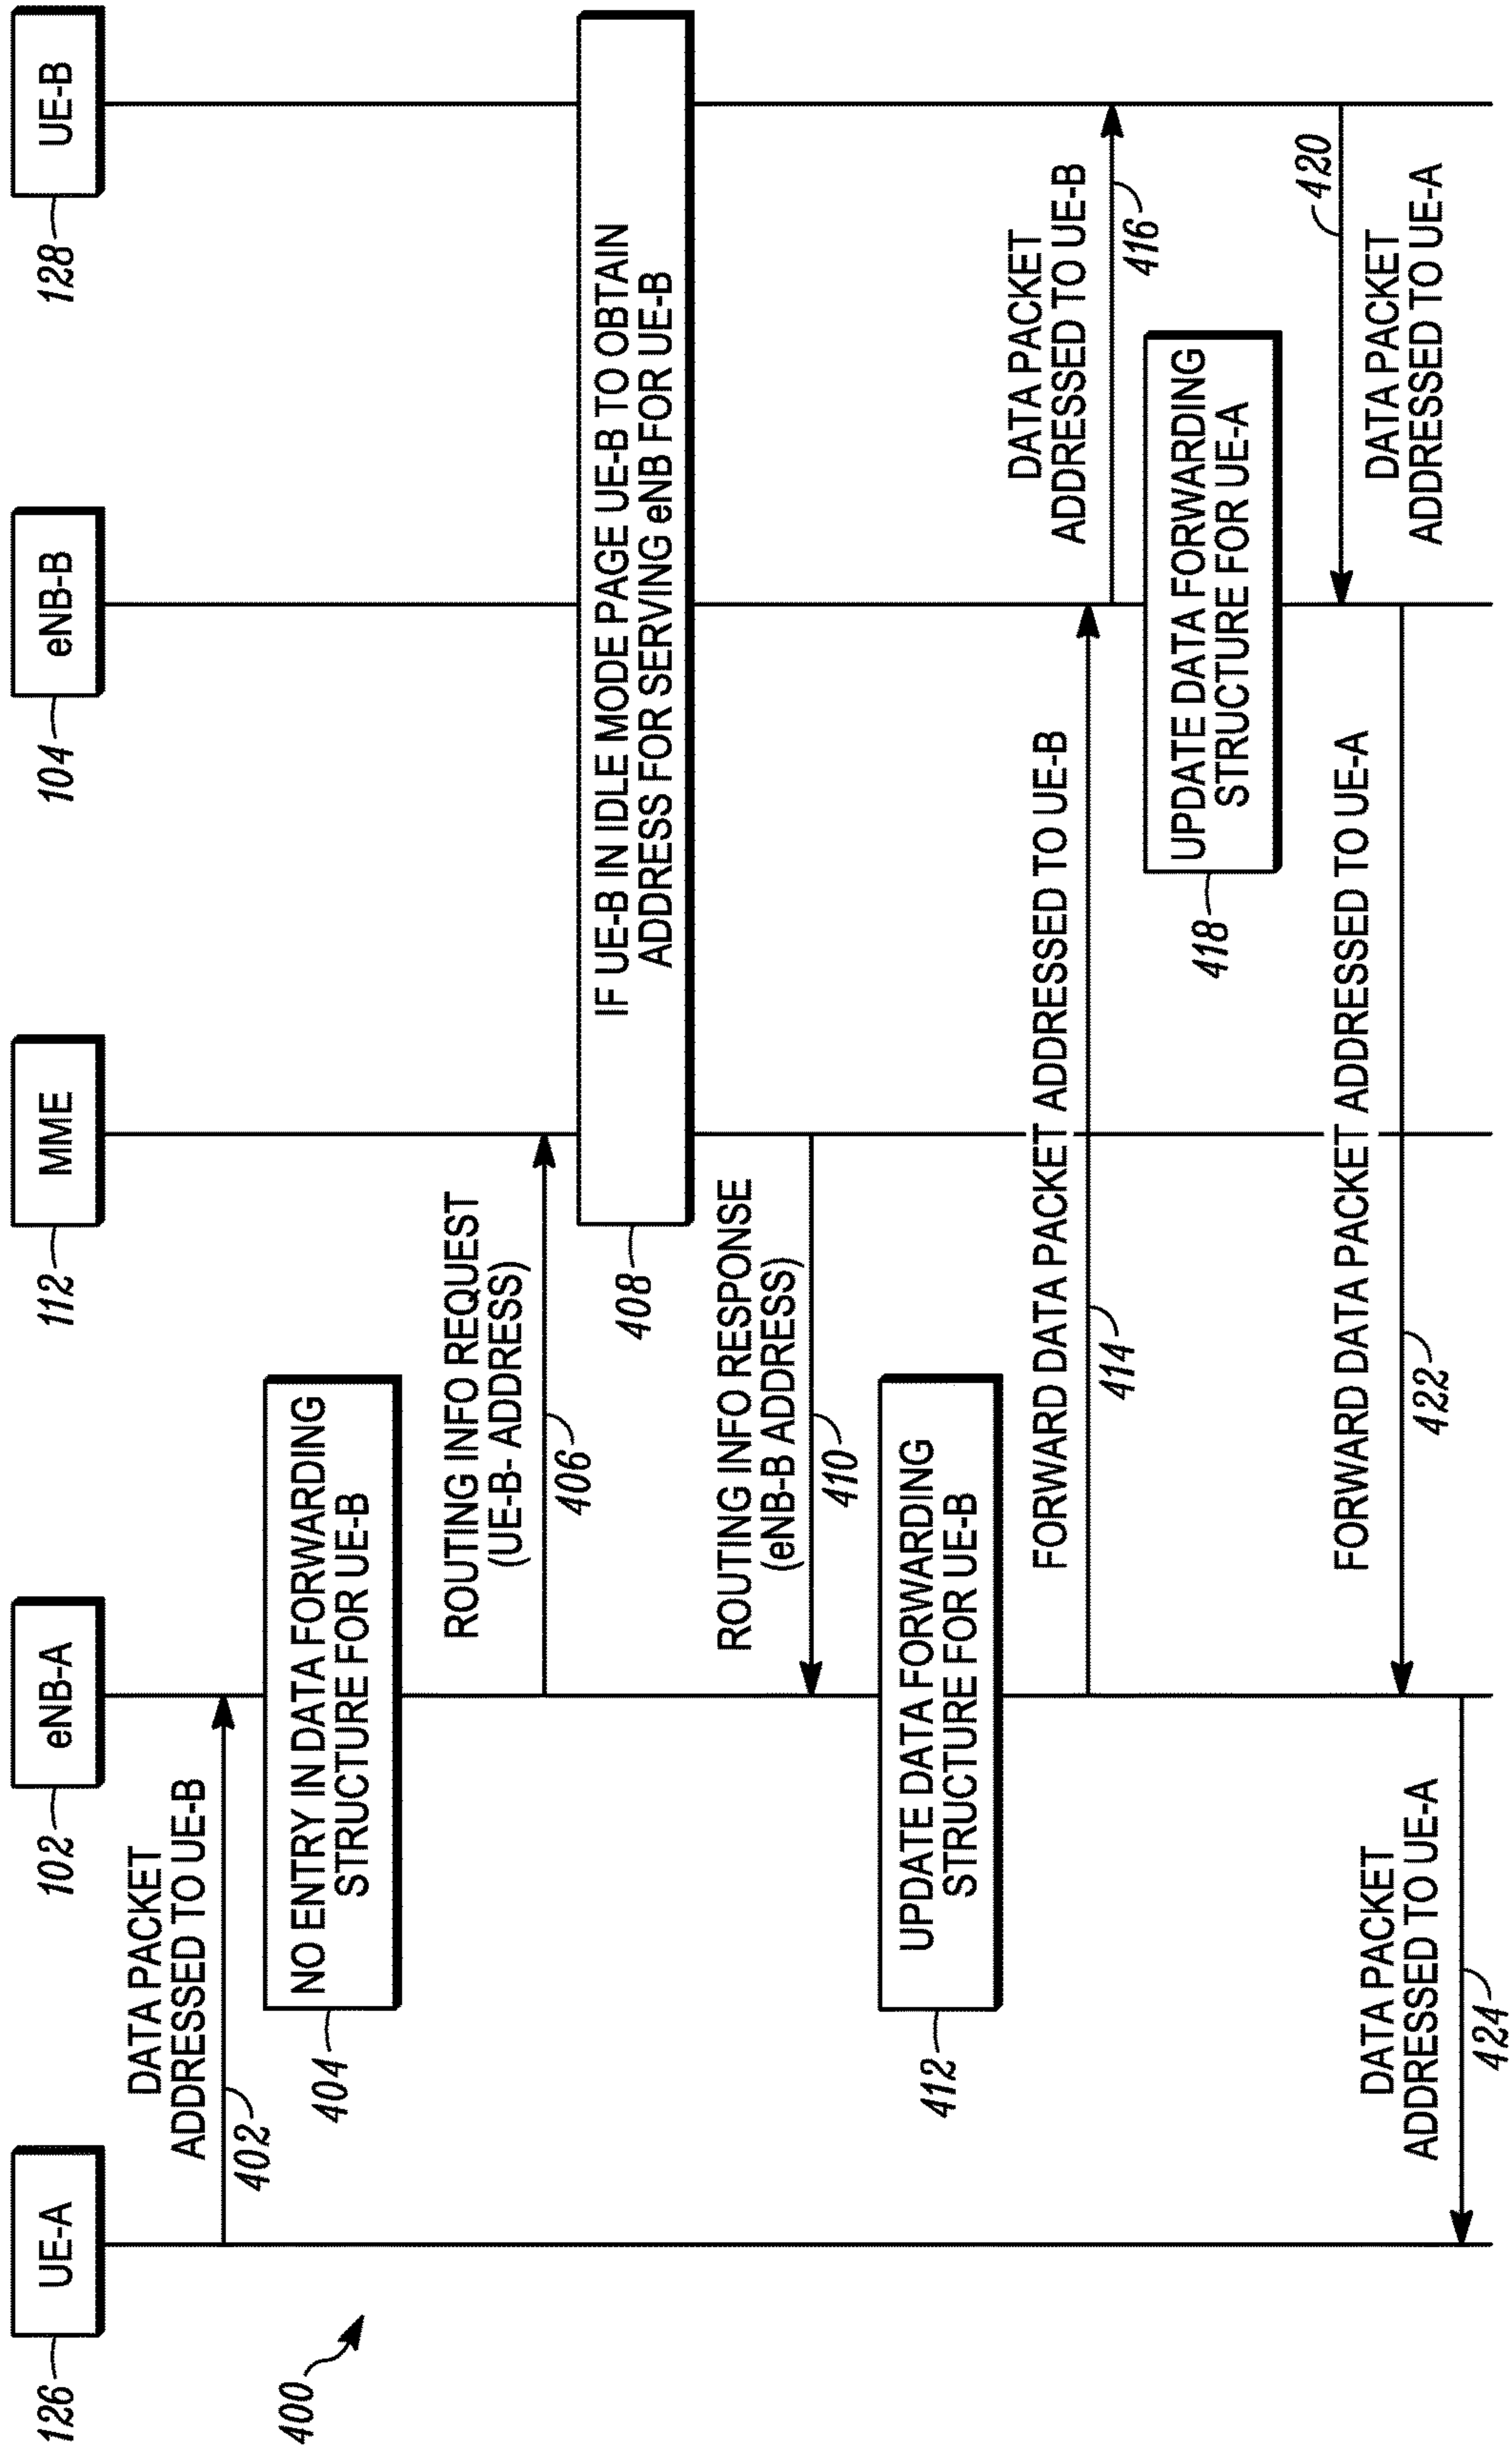 126
UE-A
102
eNB-A
112
MME
104
eNB-B
128
UE-B
400
DATA PACKET
ADDRESSED TO UE-B
402
404
NO ENTRY IN DATA FORWARDING
STRUCTURE FOR UE-B
ROUTING INFO REQUEST
(UE-B- ADDRESS)
406
408
IF UE-B IN IDLE MODE PAGE UE-B TO OBTAIN
ADDRESS FOR SERVING eNB FOR UE-B
ROUTING INFO RESPONSE
(eNB-B ADDRESS)
410
412
UPDATE DATA FORWARDING
STRUCTURE FOR UE-B
FORWARD DATA PACKET ADDRESSED TO UE-B
414
DATA PACKET
ADDRESSED TO UE-B
416
418
UPDATE DATA FORWARDING
STRUCTURE FOR UE-A
420
DATA PACKET
ADDRESSED TO UE-A
FORWARD DATA PACKET ADDRESSED TO UE-A
422
DATA PACKET
ADDRESSED TO UE-A
424